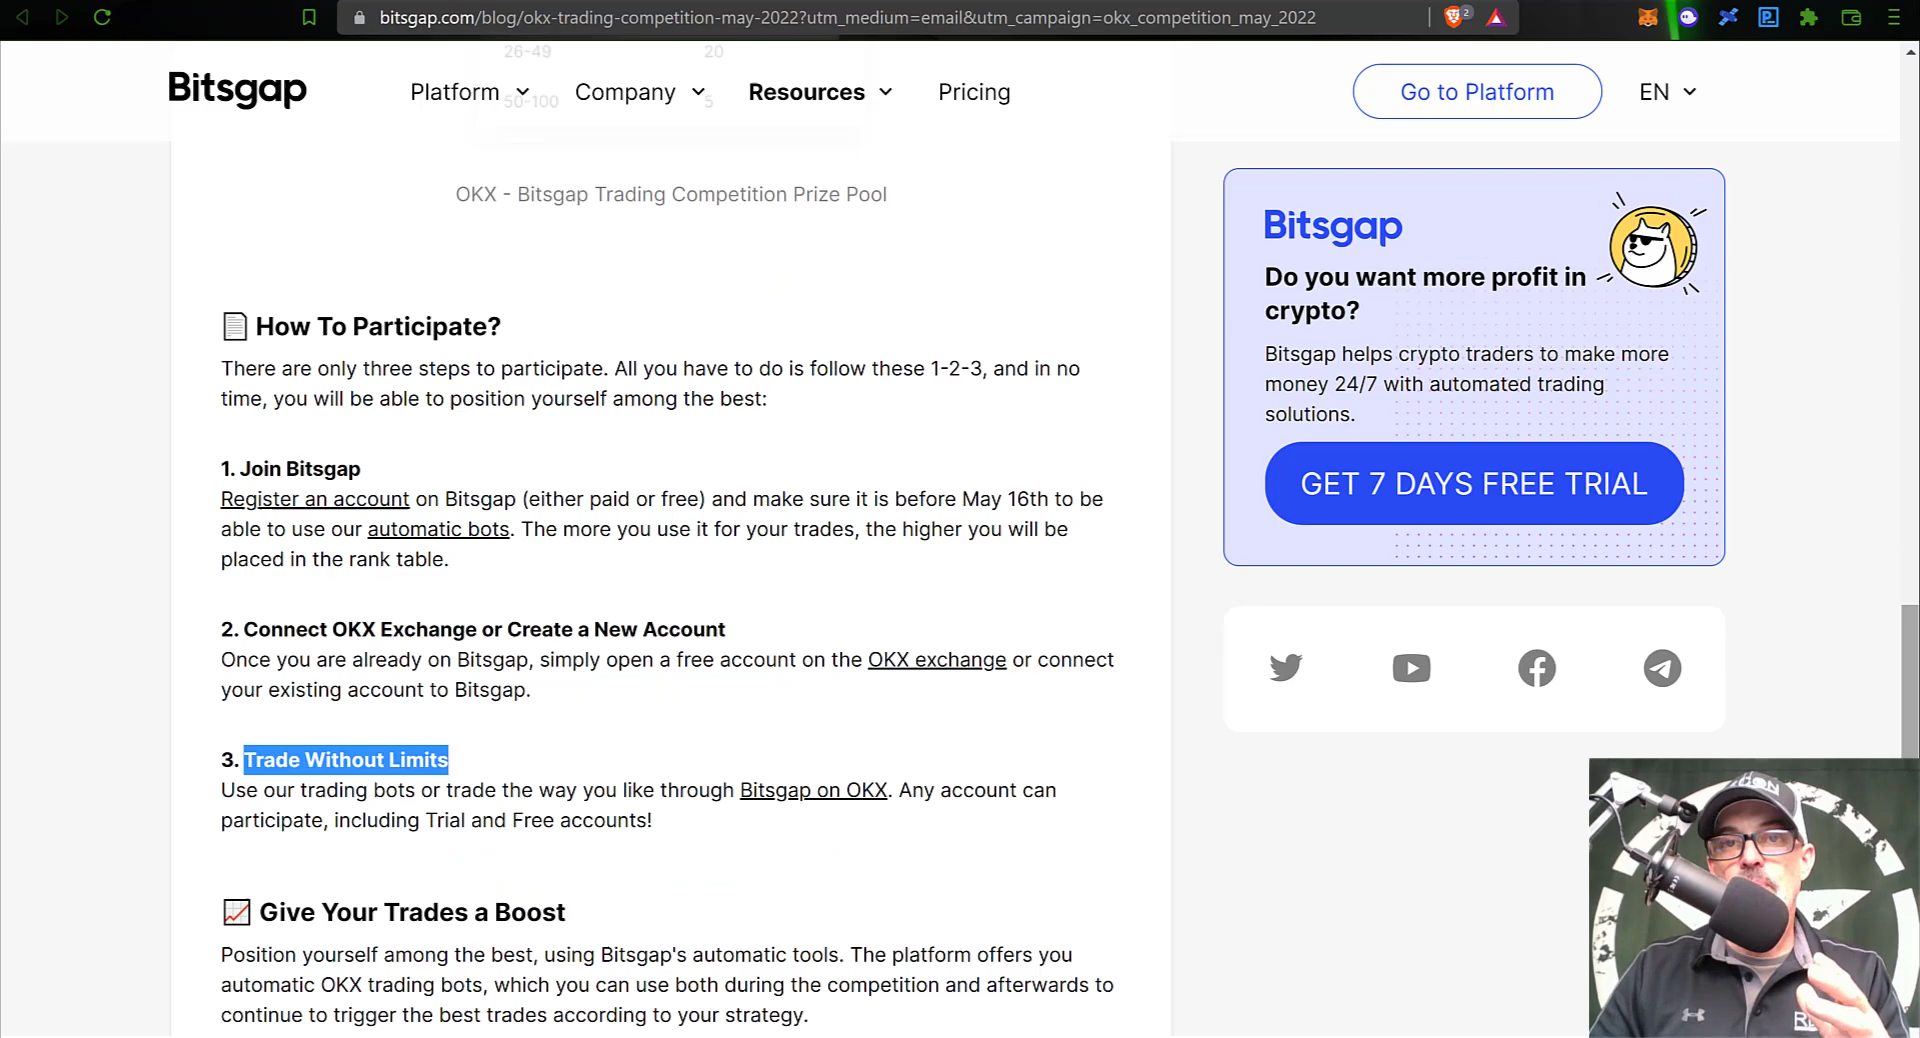 bitsgap.com/blog/okx-trading-competition-may-2022?utm_medium=email&utm_campaign=okx_competition_may_2022
2
26-49 20
Bitsgap Platform Company Resources Pricing Go to Platform EN
50-100 5
OKX - Bitsgap Trading Competition Prize Pool
How To Participate?
There are only three steps to participate. All you have to do is follow these 1-2-3, and in no
time, you will be able to position yourself among the best:
1. Join Bitsgap
Register an account on Bitsgap (either paid or free) and make sure it is before May 16th to be
able to use our automatic bots. The more you use it for your trades, the higher you will be
placed in the rank table.
2. Connect OKX Exchange or Create a New Account
Once you are already on Bitsgap, simply open a free account on the OKX exchange or connect
your existing account to Bitsgap.
3. Trade Without Limits
Use our trading bots or trade the way you like through Bitsgap on OKX. Any account can
participate, including Trial and Free accounts!
Give Your Trades a Boost
Position yourself among the best, using Bitsgap's automatic tools. The platform offers you
automatic OKX trading bots, which you can use both during the competition and afterwards to
continue to trigger the best trades according to your strategy.
Bitsgap
Do you want more profit in
crypto?
Bitsgap helps crypto traders to make more
money 24/7 with automated trading
solutions.
GET 7 DAYS FREE TRIAL